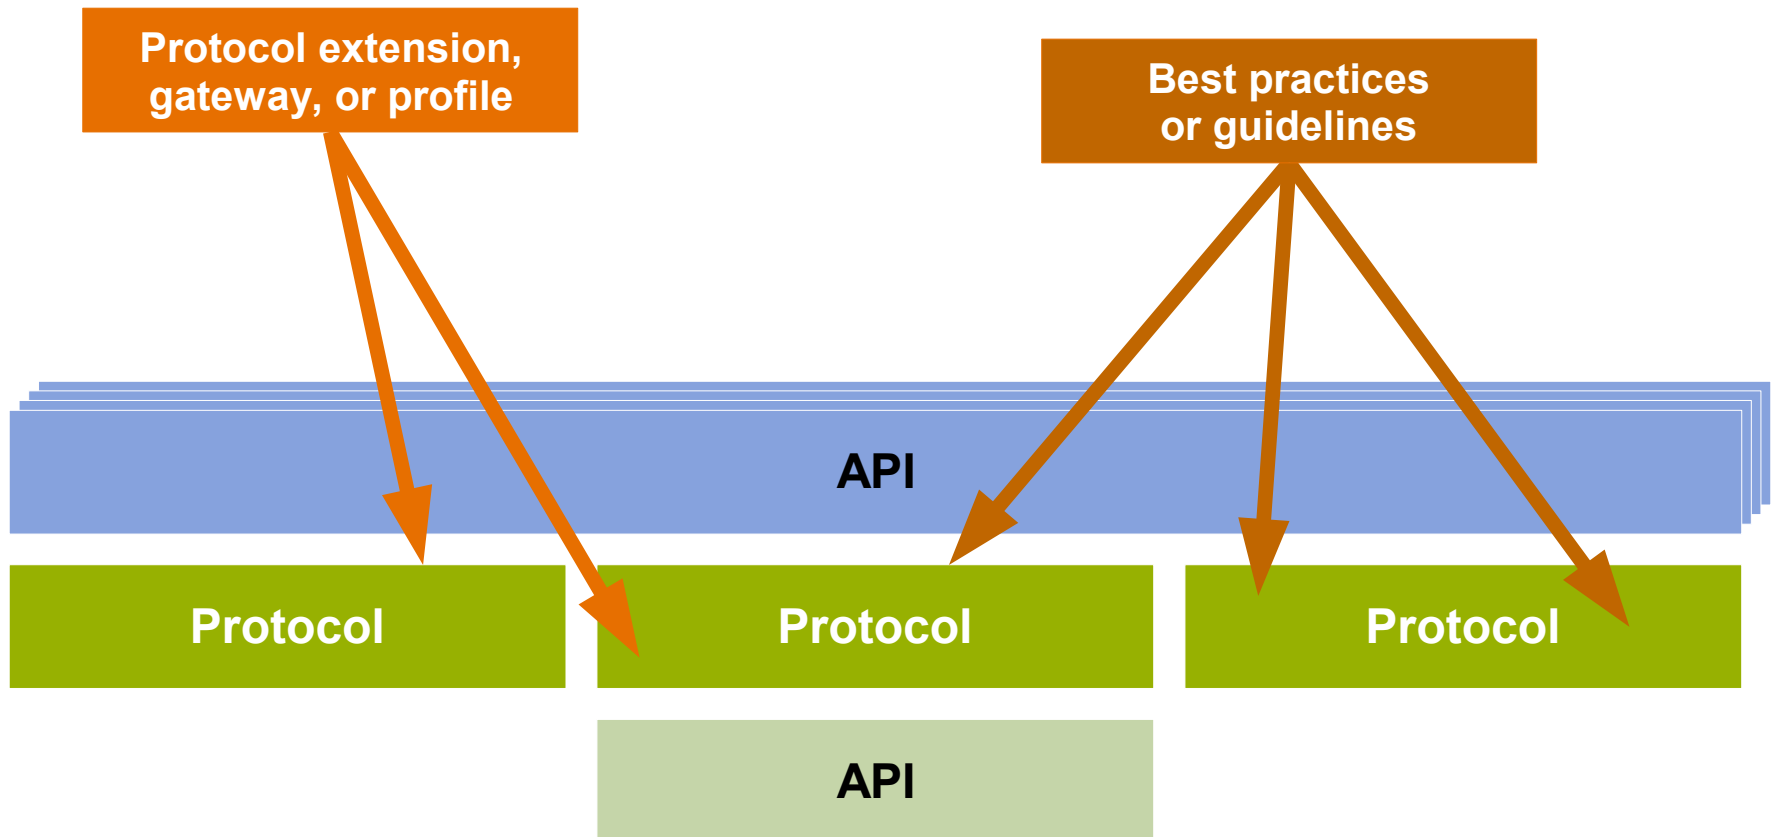 Protocol extension,
gateway, or profile
Best practices
or guidelines
API
Protocol
Protocol
Protocol
API